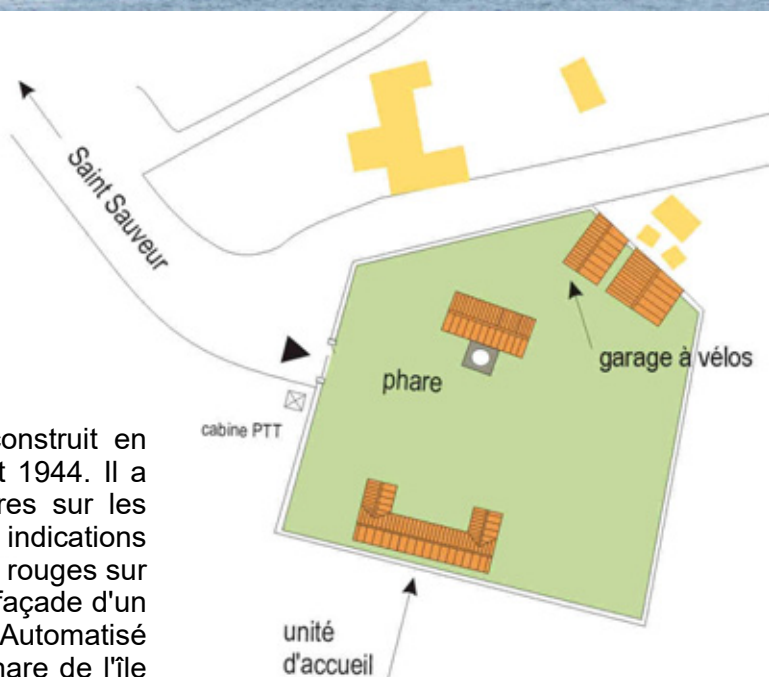 Saint Sauveur
garage à vélos
phare
cabine PTT
unité
d'accueil
construit en
t 1944. Il a
res sur les
indications
rouges sur
façade d'un
Automatisé
hare de l'île